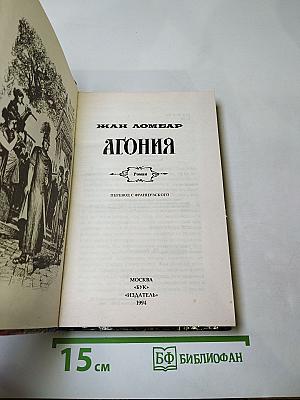 ЖАН ЛОМБАР
АГОНИЯ
Роман
ПЕРЕВОД С ФРАНЦУЗСКОГО
МОСКВА
«БУК»
«ИЗДАТЕЛЬ»
1994
15 см
БФ БИБЛИОФАН